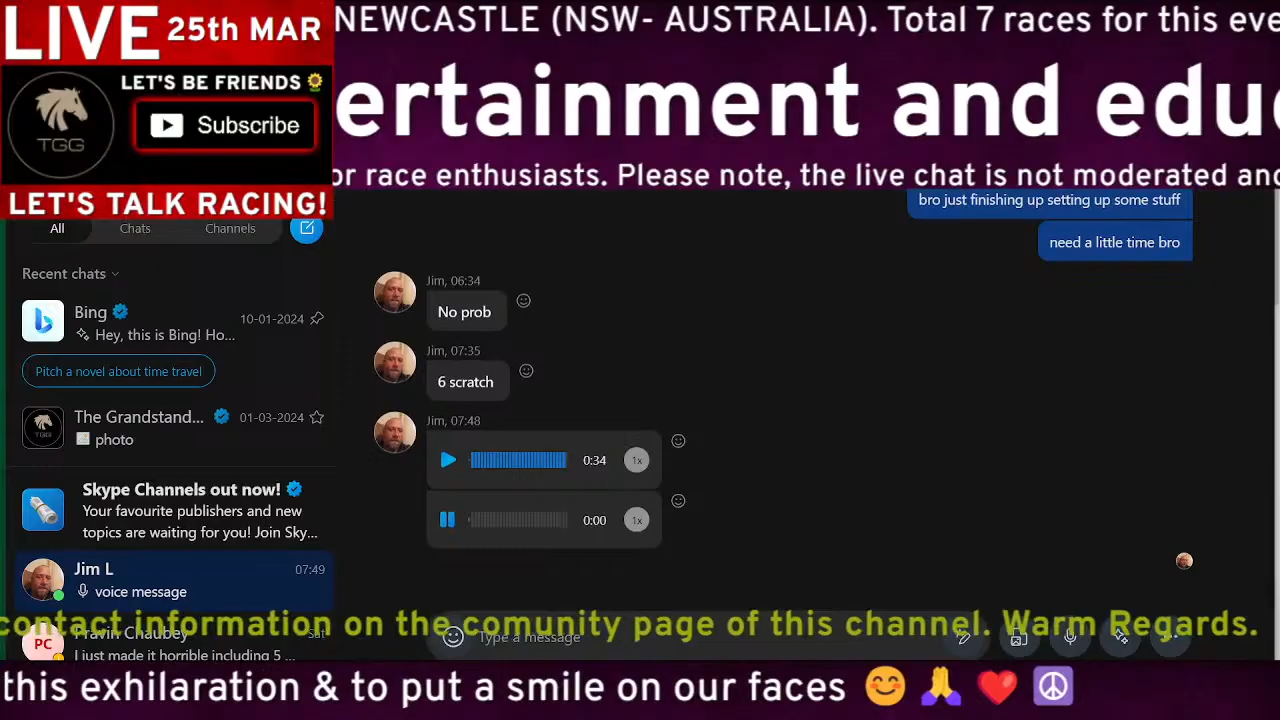 LIVE 25th MAR
NEWCASTLE (NSW- AUSTRALIA). Total 7 races for this eve
LET'S BE FRIENDS 🌻
Subscribe
TGG
ertainment and edu
or race enthusiasts. Please note, the live chat is not moderated and
LET'S TALK RACING!
All Chats Channels
Recent chats
Bing 10-01-2024
Hey, this is Bing! Ho...
Pitch a novel about time travel
The Grandstand... 01-03-2024
TGG
photo
Skype Channels out now!
Your favourite publishers and new
topics are waiting for you! Join Sky...
Jim L 07:49
voice message
PC Pravin Chaubey Sat
I just made it horrible including 5 ...
bro just finishing up setting up some stuff
need a little time bro
Jim, 06:34
No prob
Jim, 07:35
6 scratch
Jim, 07:48
0:34 1x
0:00 1x
Type a message
contact information on the comunity page of this channel. Warm Regards.
this exhilaration & to put a smile on our faces 😊 🙏 ❤️ ☮️